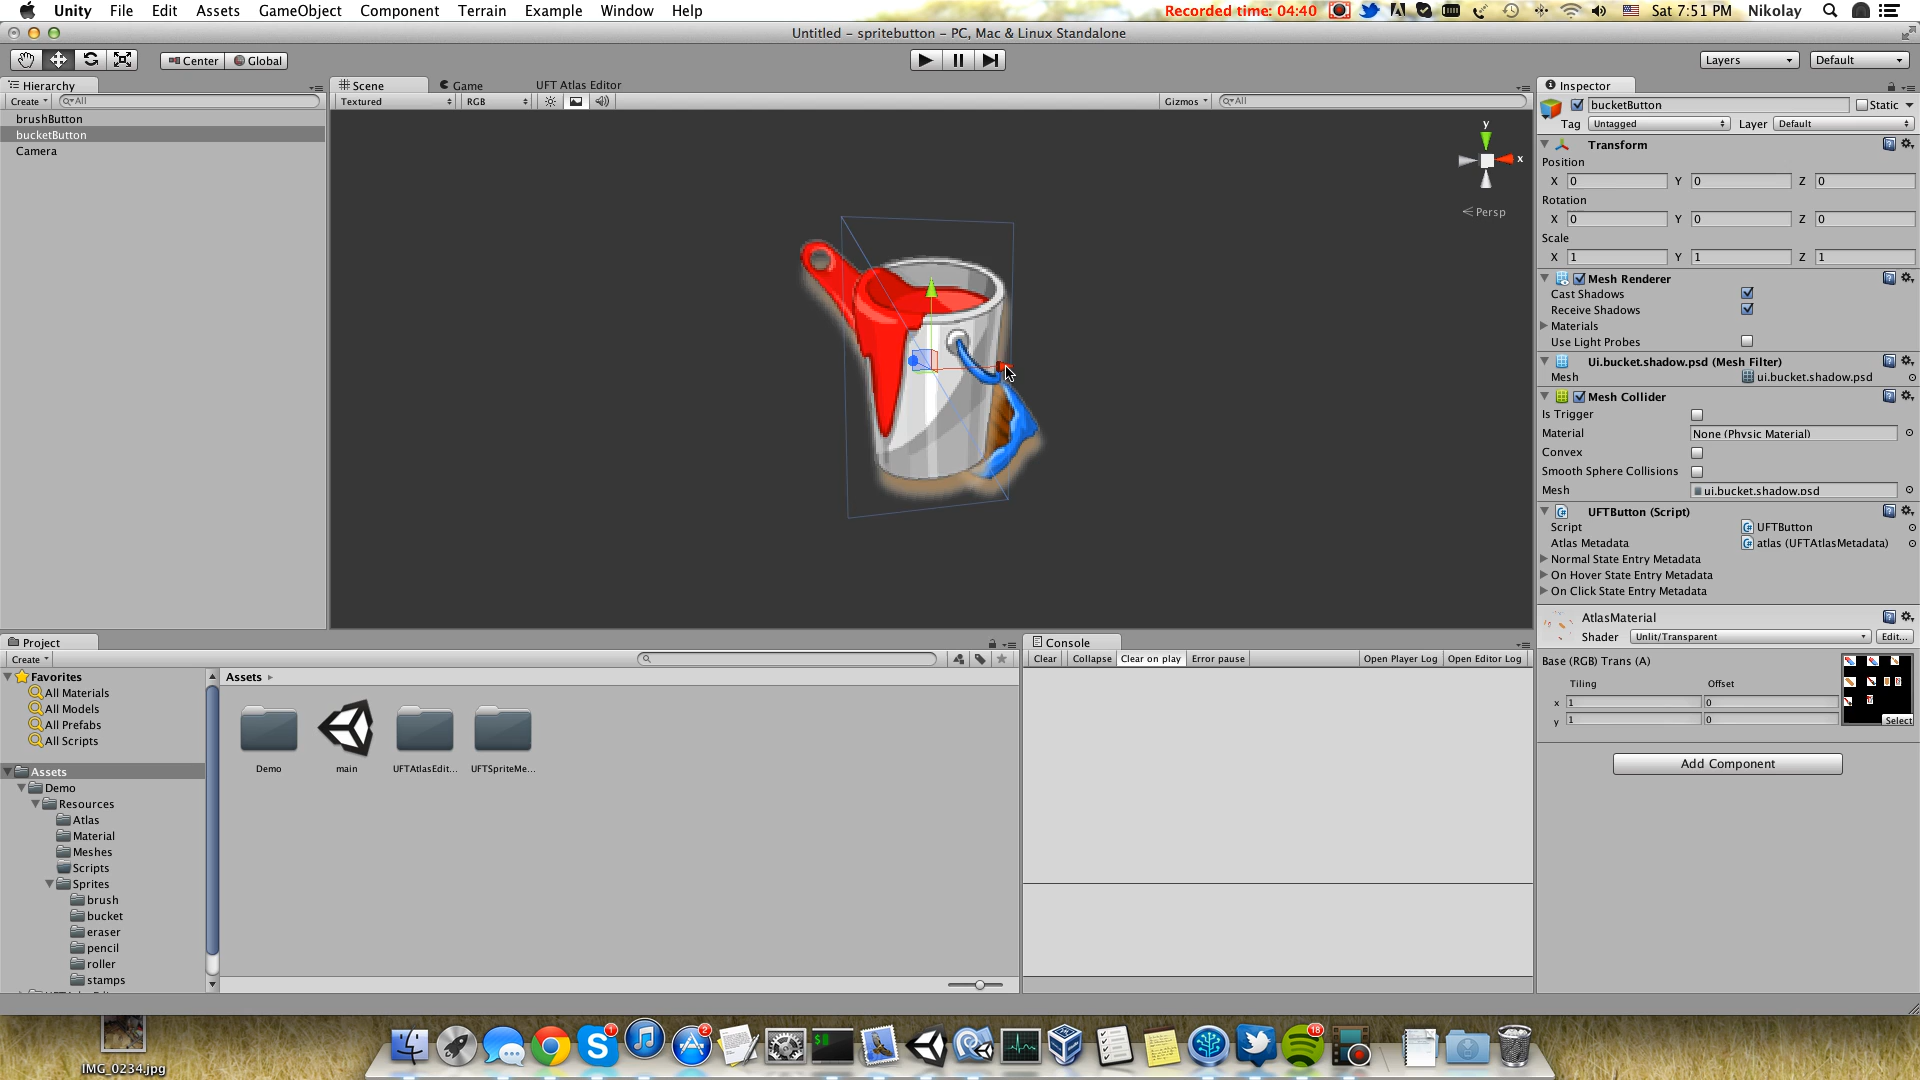 Unity File Edit Assets GameObject Component Terrain Example Window Help Recorded time: 04:40 Sat 7:51 PM Nikolay
Untitled – spritebutton – PC, Mac & Linux Standalone
Center Global Layers Default
Hierarchy
Create All
brushButton
bucketButton
Camera
Scene Game UFT Atlas Editor
Textured RGB Gizmos All
y
x
Persp
Inspector
bucketButton Static
Tag Untagged Layer Default
Transform
Position
X 0 Y 0 Z 0
Rotation
X 0 Y 0 Z 0
Scale
X 1 Y 1 Z 1
Mesh Renderer
Cast Shadows
Receive Shadows
Materials
Use Light Probes
Ui.bucket.shadow.psd (Mesh Filter)
Mesh ui.bucket.shadow.psd
Mesh Collider
Is Trigger
Material None (Physic Material)
Convex
Smooth Sphere Collisions
Mesh ui.bucket.shadow.psd
UFTButton (Script)
Script UFTButton
Atlas Metadata atlas (UFTAtlasMetadata)
Normal State Entry Metadata
On Hover State Entry Metadata
On Click State Entry Metadata
AtlasMaterial
Shader Unlit/Transparent Edit...
Base (RGB) Trans (A)
Tiling Offset
x 1 0
y 1 0
Select
Add Component
Project
Create
Favorites
All Materials
All Models
All Prefabs
All Scripts
Assets
Demo
Resources
Atlas
Material
Meshes
Scripts
Sprites
brush
bucket
eraser
pencil
roller
stamps
Assets
Demo main UFTAtlasEdit... UFTSpriteMe...
Console
Clear Collapse Clear on play Error pause Open Player Log Open Editor Log
1 2 18
IMG_0234.jpg